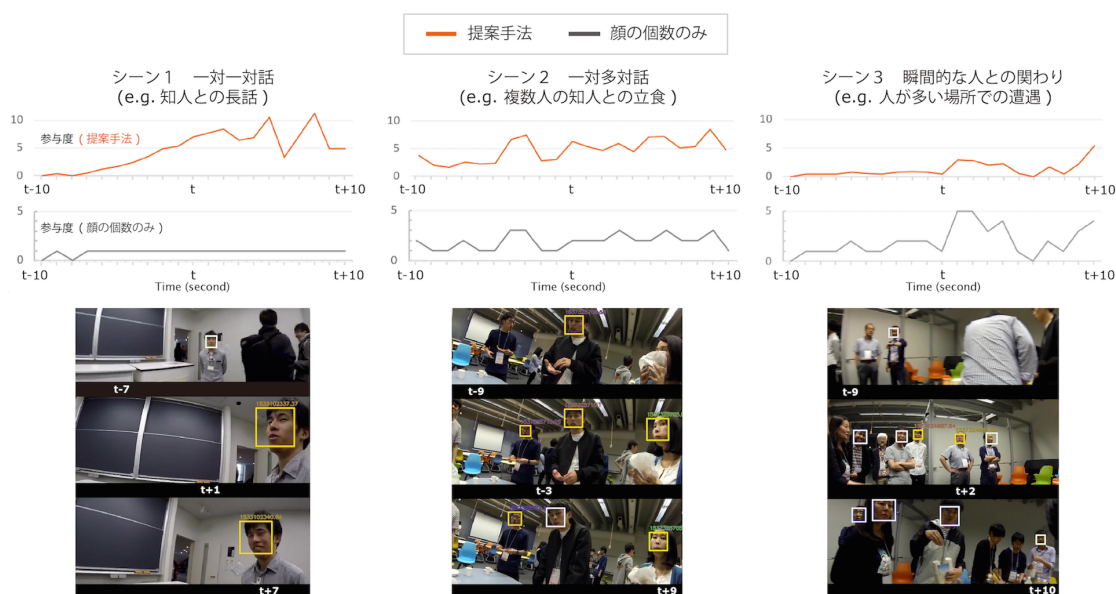 提案手法 顔の個数のみ
シーン1 一対一対話
(e.g. 知人との長話 )
シーン2 一対多対話
(e.g. 複数人の知人との立食)
シーン3 瞬間的な人との関わり
(e.g. 人が多い場所での遭遇 )
10
参与度 ( 提案手法 )
5
0
t-10 t t+10
10
5
0
t-10 t t+10
10
5
0
t-10 t t+10
5
参与度 ( 顔の個数のみ )
0
t-10 t t+10
Time (second)
5
0
t-10 t t+10
Time (second)
5
0
t-10 t t+10
Time (second)
t-7
t+1
t+7
t-9
t-3
t+9
t-9
t+2
t+10